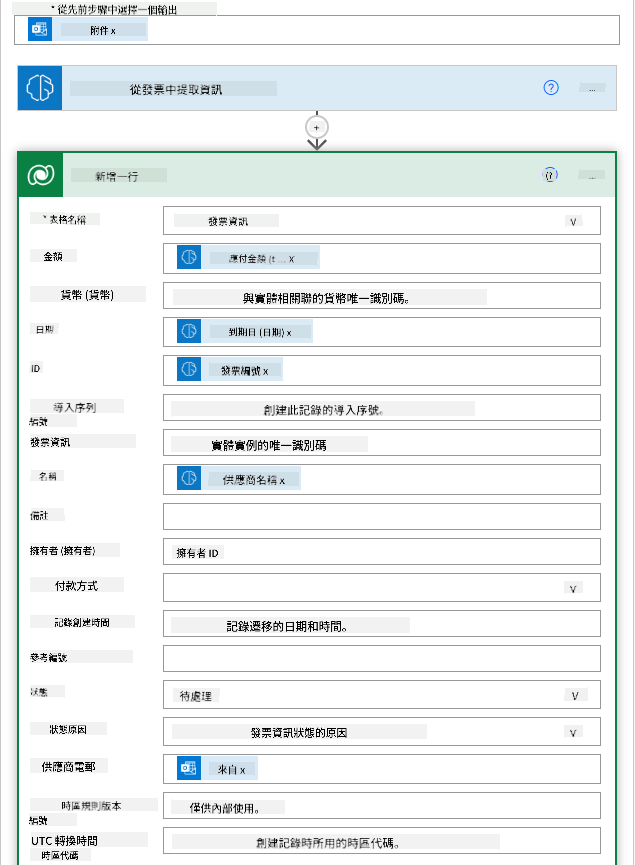 * 從先前步驟中選擇一個輸出
附件 x
從發票中提取資訊
?
...
+
新增一行
(?)
...
* 表格名稱
發票資訊
V
金額
應付金額 (t ... X
貨幣 (貨幣)
與實體相關聯的貨幣唯一識別碼。
日期
到期日 (日期) x
ID
發票編號 x
導入序列
編號
創建此記錄的導入序號。
發票資訊
實體實例的唯一識別碼
名稱
供應商名稱 x
備註
擁有者 (擁有者)
擁有者 ID
付款方式
V
記錄創建時間
記錄遷移的日期和時間。
參考編號
狀態
待處理
V
狀態原因
發票資訊狀態的原因
V
供應商電郵
來自 x
時區規則版本
編號
僅供內部使用。
UTC 轉換時間
時區代碼
創建記錄時所用的時區代碼。